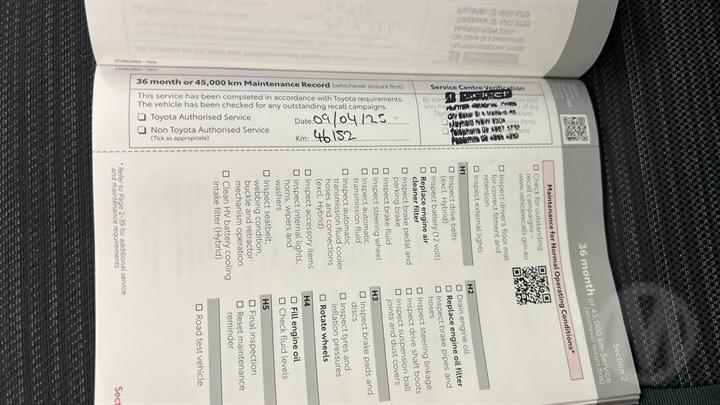 36 month or 45,000 km Maintenance Record (whichever occurs first)
This service has been completed in accordance with Toyota requirements.
The vehicle has been checked for any outstanding recall campaigns.
☐ Toyota Authorised Service
☐ Non Toyota Authorised Service
(Tick as appropriate)
Date: 09/04/25
Km: 46152
Service Centre Verification
Section 2
36 month or 45,000 km Service
(whichever occurs first)
Maintenance for Normal Operating Conditions*
☐ Check for outstanding
recall campaigns –
www.vehiclerecalls.gov.au
☐ Inspect driver's floor mat
for correct fitment and
retention
☐ Inspect external lights
H1
☐ Inspect drive belts
(excl. Hybrid)
☐ Inspect battery (12 volt)
☐ Replace engine air
cleaner filter
☐ Inspect brake pedal and
parking brake
☐ Inspect brake fluid
☐ Inspect steering wheel
☐ Inspect automatic
transmission fluid
☐ Inspect automatic
transmission fluid cooler
hoses and connections
(excl. Hybrid)
☐ Inspect accessory items
☐ Inspect internal lights,
horns, wipers and
washers
☐ Inspect seatbelt,
webbing condition,
buckle and retractor
mechanism operation
☐ Clean HV battery cooling
intake filter (Hybrid)
H2
☐ Drain engine oil
☐ Replace engine oil filter
☐ Inspect brake pipes and
hoses
☐ Inspect steering linkage
☐ Inspect drive shaft boots
☐ Inspect suspension ball
joints and dust covers
H3
☐ Inspect brake pads and
discs
☐ Inspect tyres and
inflation pressures
☐ Rotate wheels
H4
☐ Fill engine oil
☐ Check fluid levels
H5
☐ Final inspection
☐ Reset maintenance
reminder
☐ Road test vehicle
* Refer to Page 2-39 for additional service
and maintenance requirements